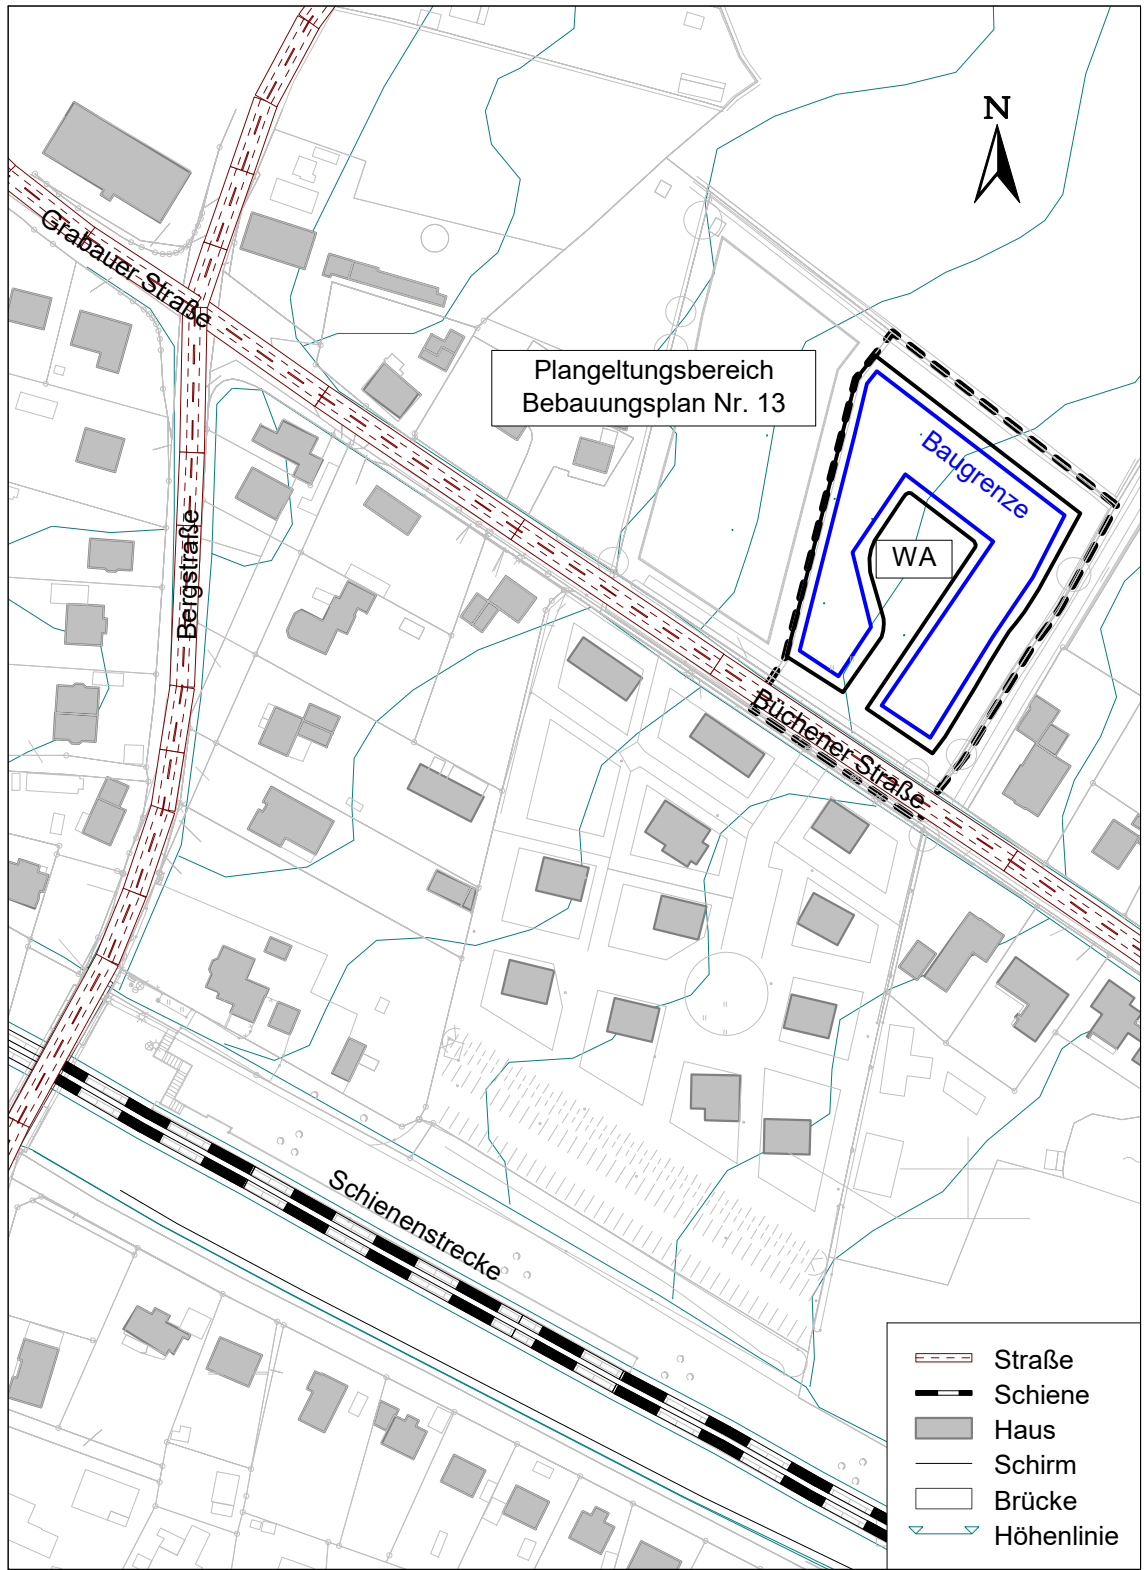 N
Grabauer Straße
Plangeltungsbereich
Bebauungsplan Nr. 13
Baugrenze
WA
Bergstraße
Büchener Straße
Schienenstrecke
Straße
Schiene
Haus
Schirm
Brücke
Höhenlinie